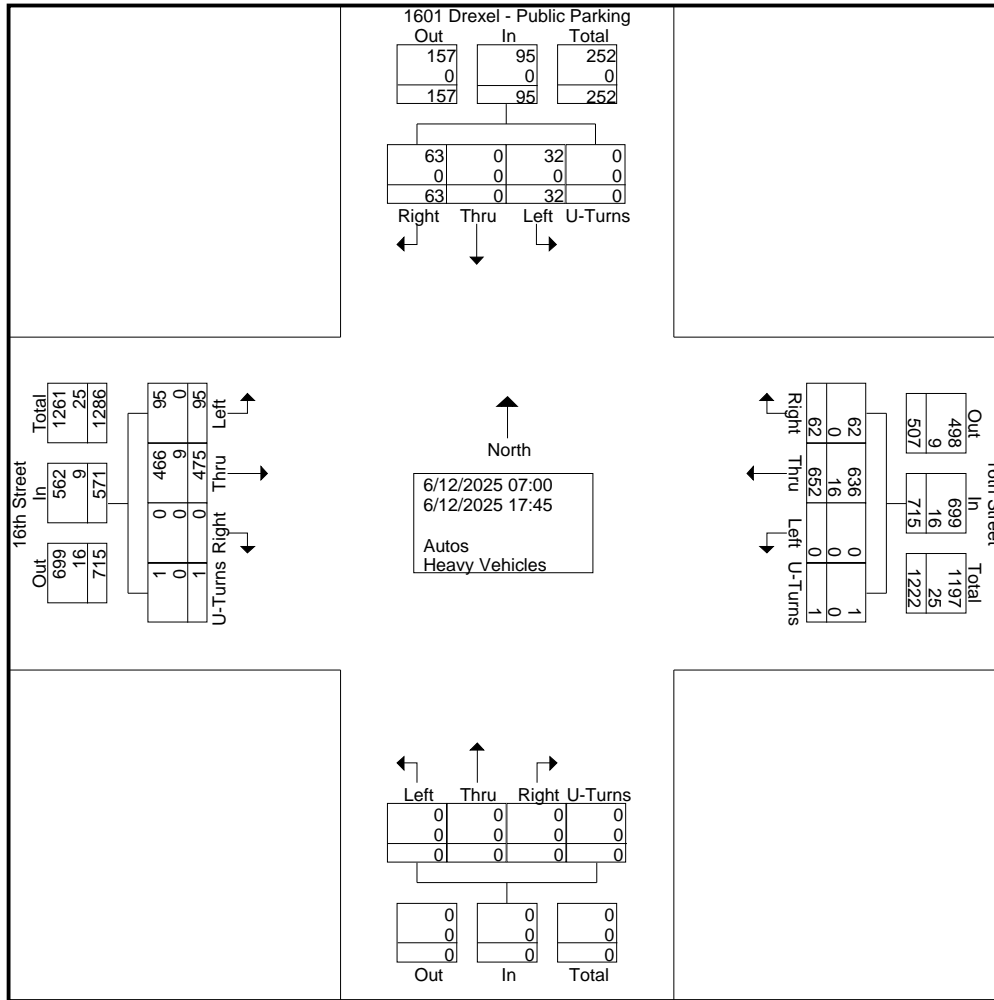 1601 Drexel - Public Parking
Out In Total
157 95 252
0 0 0
157 95 252
63 0 32 0
0 0 0 0
63 0 32 0
Right Thru Left U-Turns
16th Street
Total In Out
1261 562 699
25 9 16
1286 571 715
95 466 0 1
0 9 0 0
95 475 0 1
Left Thru Right U-Turns
North
6/12/2025 07:00
6/12/2025 17:45
Autos
Heavy Vehicles
Right Thru Left U-Turns
62 636 0 1
0 16 0 0
62 652 0 1
Out In Total
498 699 1197
9 16 25
507 715 1222
Left Thru Right U-Turns
0 0 0 0
0 0 0 0
0 0 0 0
0 0 0
0 0 0
0 0 0
Out In Total